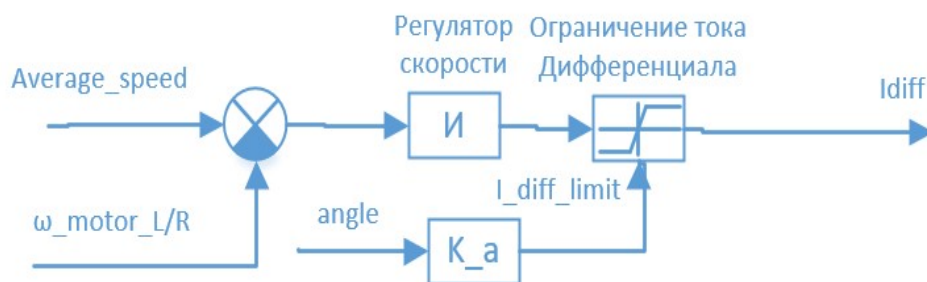 Регулятор
скорости
Ограничение тока
Дифференциала
Average_speed
Idiff
И
I_diff_limit
ω_motor_L/R
angle
K_a